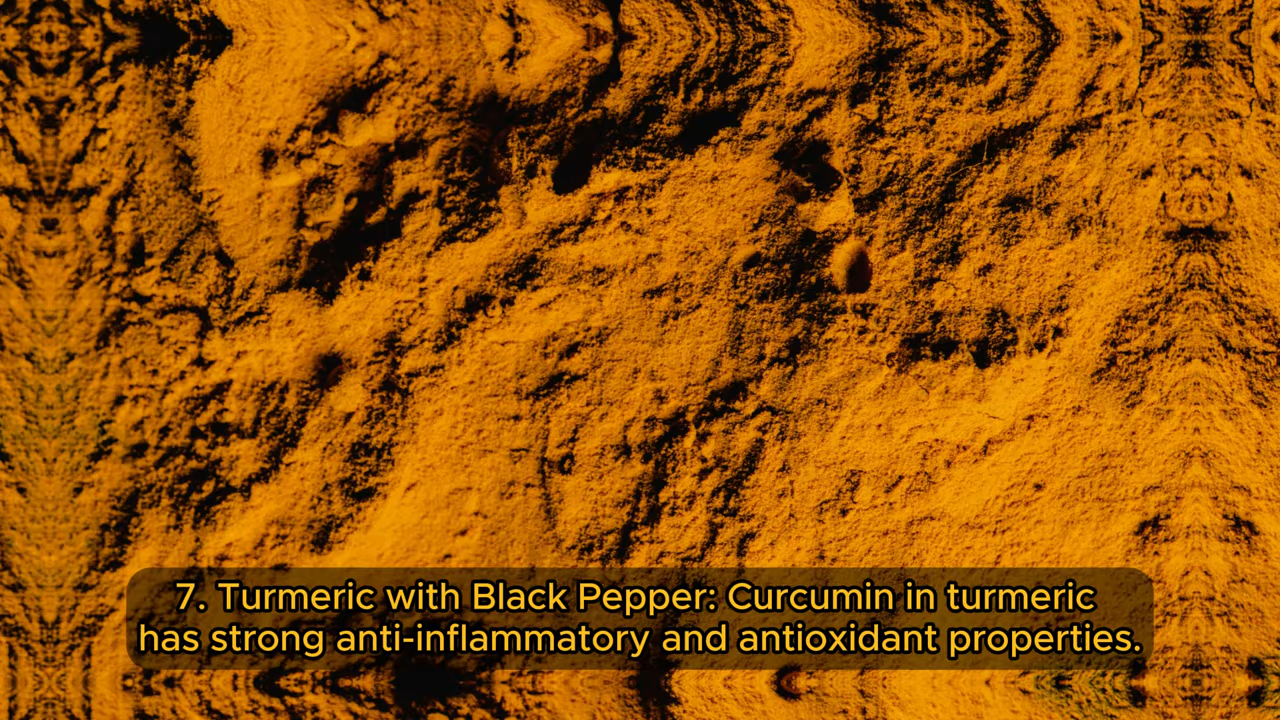 7. Turmeric with Black Pepper: Curcumin in turmeric
has strong anti-inflammatory and antioxidant properties.